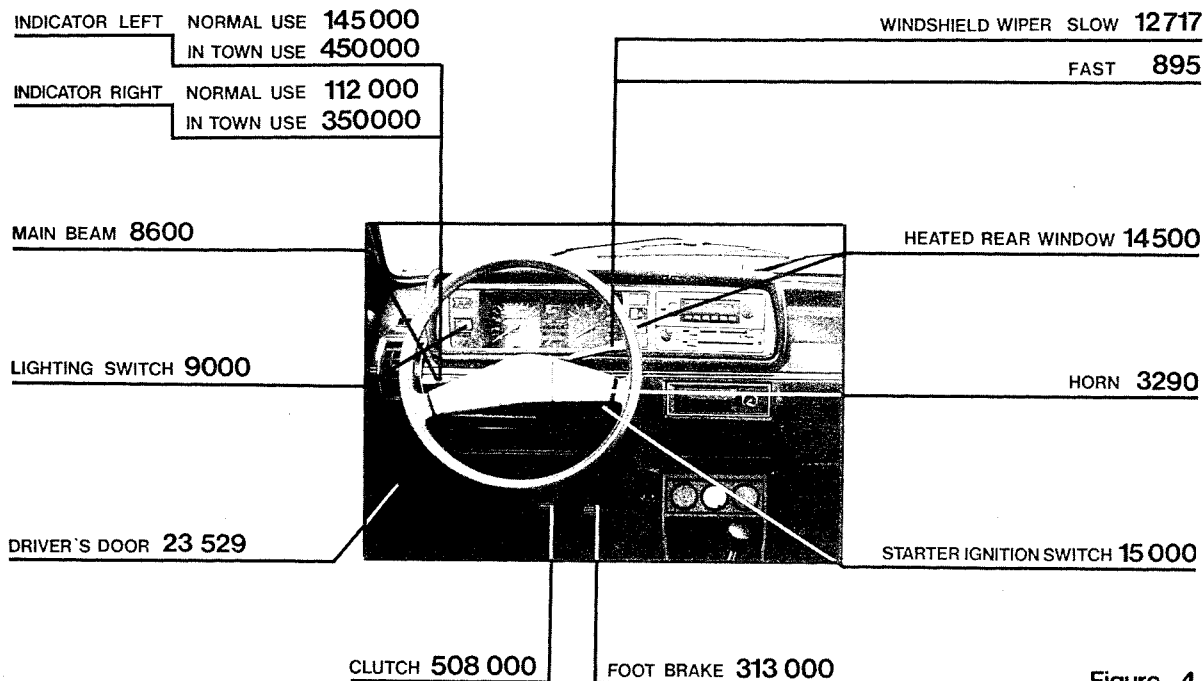 INDICATOR LEFT NORMAL USE 145000
IN TOWN USE 450000
INDICATOR RIGHT NORMAL USE 112 000
IN TOWN USE 350000
WINDSHIELD WIPER SLOW 12717
FAST 895
MAIN BEAM 8600
HEATED REAR WINDOW 14500
LIGHTING SWITCH 9000
HORN 3290
DRIVER`S DOOR 23 529
STARTER IGNITION SWITCH 15000
CLUTCH 508 000
FOOT BRAKE 313 000
Figure 4